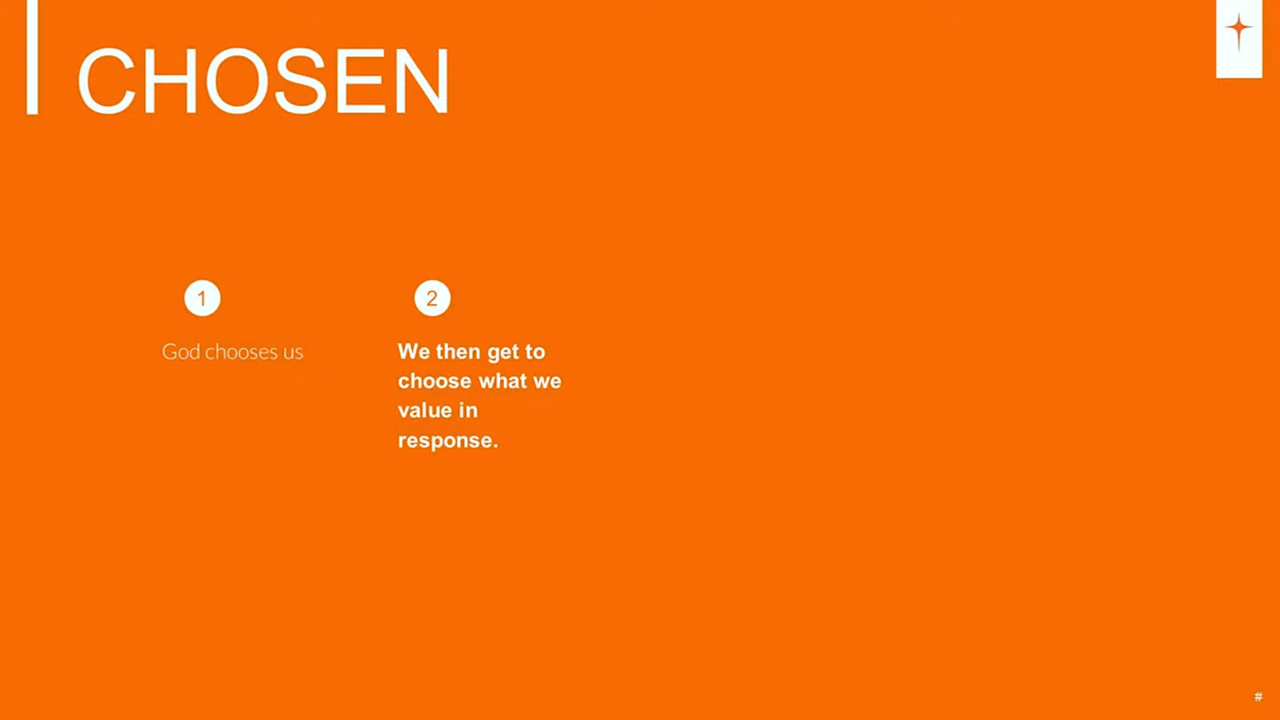 CHOSEN
1
God chooses us
2
We then get to
choose what we
value in
response.
#